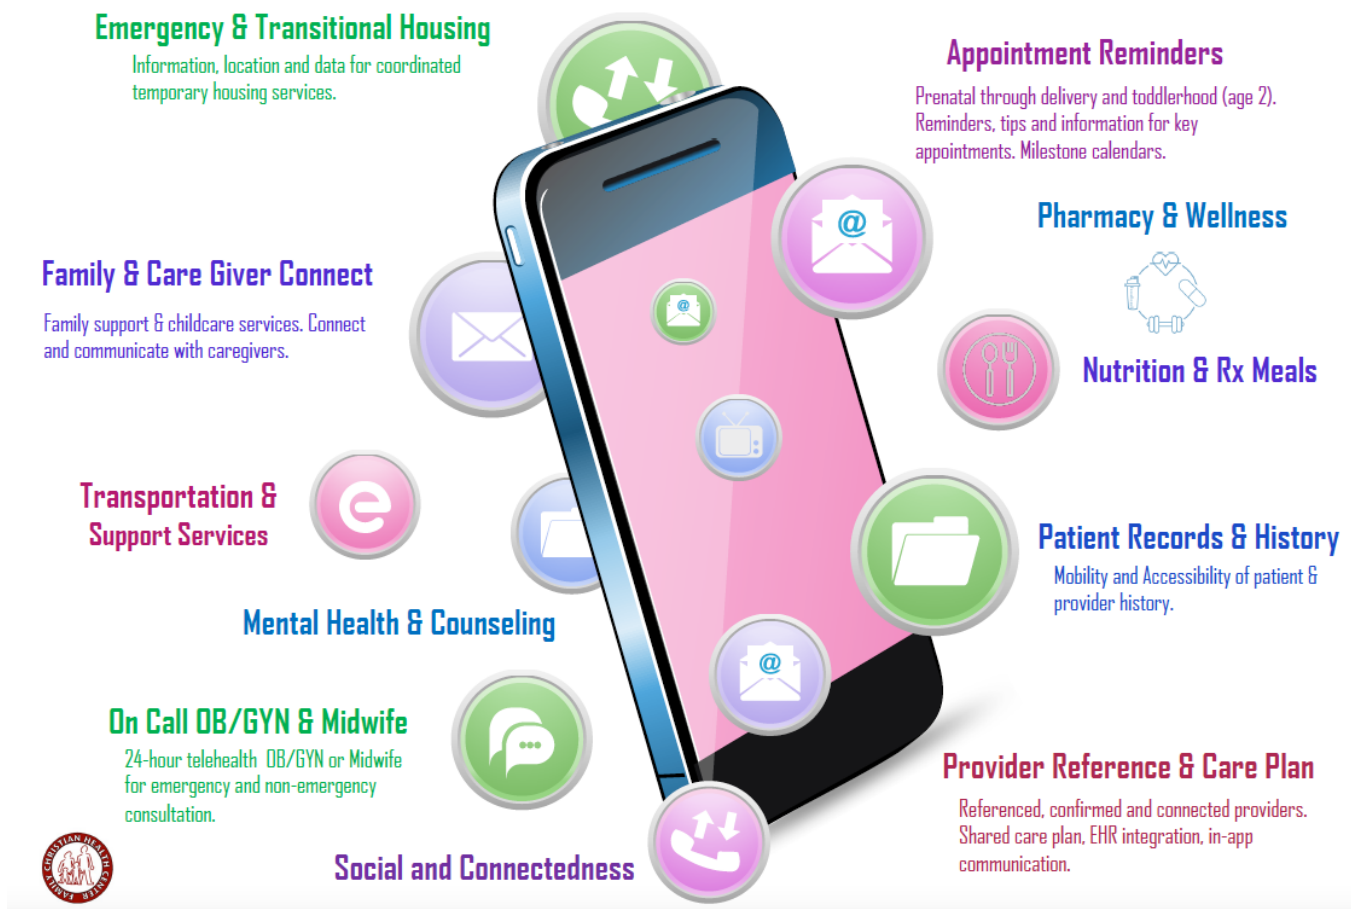 Emergency & Transitional Housing
Information, location and data for coordinated
temporary housing services.
Appointment Reminders
Prenatal through delivery and toddlerhood (age 2).
Reminders, tips and information for key
appointments. Milestone calendars.
Pharmacy & Wellness
Family & Care Giver Connect
Family support & childcare services. Connect
and communicate with caregivers.
@
@
Nutrition & Rx Meals
Transportation &
Support Services
e
Patient Records & History
Mobility and Accessibility of patient &
provider history.
Mental Health & Counseling
@
On Call OB/GYN & Midwife
24-hour telehealth OB/GYN or Midwife
for emergency and non-emergency
consultation.
Provider Reference & Care Plan
Referenced, confirmed and connected providers.
Shared care plan, EHR integration, in-app
communication.
Social and Connectedness
FAMILY CHRISTIAN HEALTH CENTER